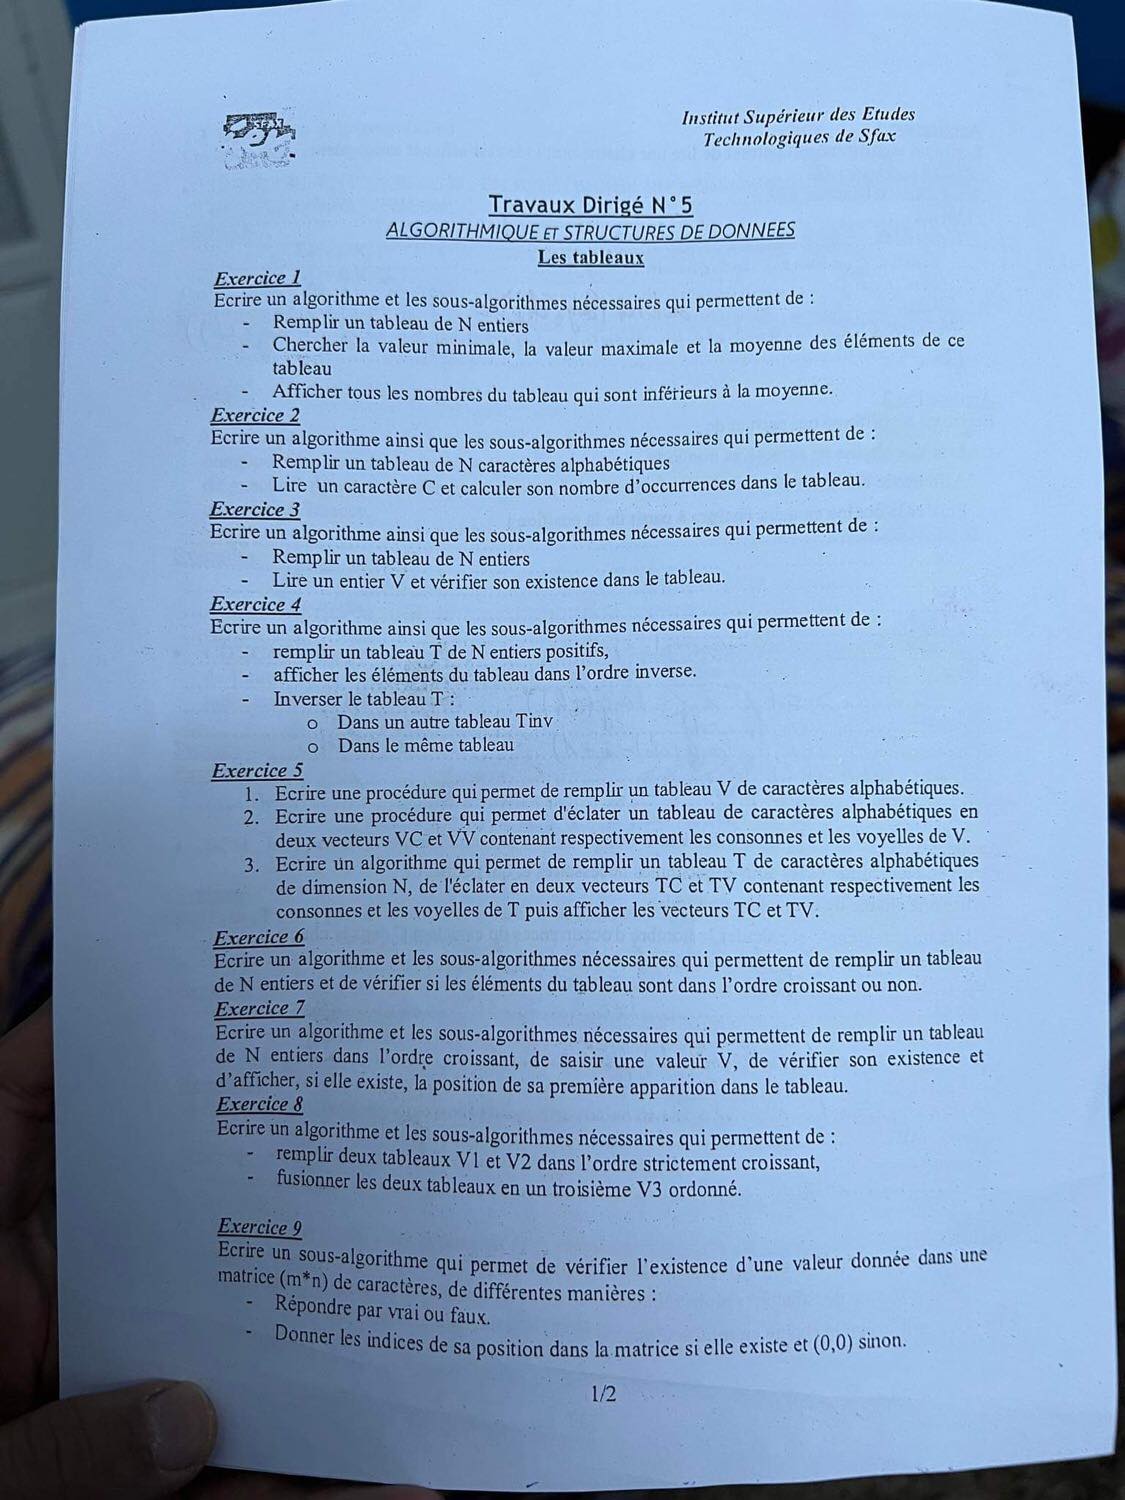 Institut Supérieur des Etudes
Technologiques de Sfax
Travaux Dirigé N°5
ALGORITHMIQUE ET STRUCTURES DE DONNEES
Les tableaux
Exercice 1
Ecrire un algorithme et les sous-algorithmes nécessaires qui permettent de :
- Remplir un tableau de N entiers
- Chercher la valeur minimale, la valeur maximale et la moyenne des éléments de ce
tableau
- Afficher tous les nombres du tableau qui sont inférieurs à la moyenne.
Exercice 2
Ecrire un algorithme ainsi que les sous-algorithmes nécessaires qui permettent de :
- Remplir un tableau de N caractères alphabétiques
- Lire un caractère C et calculer son nombre d'occurrences dans le tableau.
Exercice 3
Ecrire un algorithme ainsi que les sous-algorithmes nécessaires qui permettent de :
- Remplir un tableau de N entiers
- Lire un entier V et vérifier son existence dans le tableau.
Exercice 4
Ecrire un algorithme ainsi que les sous-algorithmes nécessaires qui permettent de :
- remplir un tableau T de N entiers positifs,
- afficher les éléments du tableau dans l'ordre inverse.
- Inverser le tableau T :
o Dans un autre tableau Tinv
o Dans le même tableau
Exercice 5
1. Ecrire une procédure qui permet de remplir un tableau V de caractères alphabétiques.
2. Ecrire une procédure qui permet d'éclater un tableau de caractères alphabétiques en
deux vecteurs VC et VV contenant respectivement les consonnes et les voyelles de V.
3. Ecrire un algorithme qui permet de remplir un tableau T de caractères alphabétiques
de dimension N, de l'éclater en deux vecteurs TC et TV contenant respectivement les
consonnes et les voyelles de T puis afficher les vecteurs TC et TV.
Exercice 6
Ecrire un algorithme et les sous-algorithmes nécessaires qui permettent de remplir un tableau
de N entiers et de vérifier si les éléments du tableau sont dans l'ordre croissant ou non.
Exercice 7
Ecrire un algorithme et les sous-algorithmes nécessaires qui permettent de remplir un tableau
de N entiers dans l'ordre croissant, de saisir une valeur V, de vérifier son existence et
d'afficher, si elle existe, la position de sa première apparition dans le tableau.
Exercice 8
Ecrire un algorithme et les sous-algorithmes nécessaires qui permettent de :
- remplir deux tableaux V1 et V2 dans l'ordre strictement croissant,
- fusionner les deux tableaux en un troisième V3 ordonné.
Exercice 9
Ecrire un sous-algorithme qui permet de vérifier l'existence d'une valeur donnée dans une
matrice (m*n) de caractères, de différentes manières :
- Répondre par vrai ou faux.
- Donner les indices de sa position dans la matrice si elle existe et (0,0) sinon.
1/2